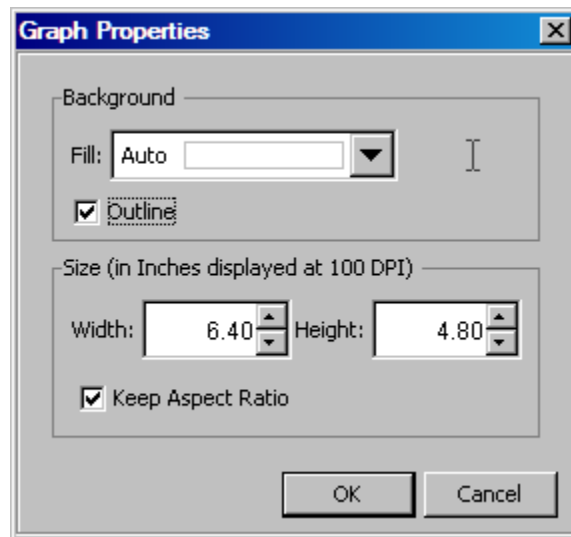 Graph Properties
Background
Fill: Auto
Outline
Size (in Inches displayed at 100 DPI)
Width: 6.40 Height: 4.80
Keep Aspect Ratio
OK Cancel